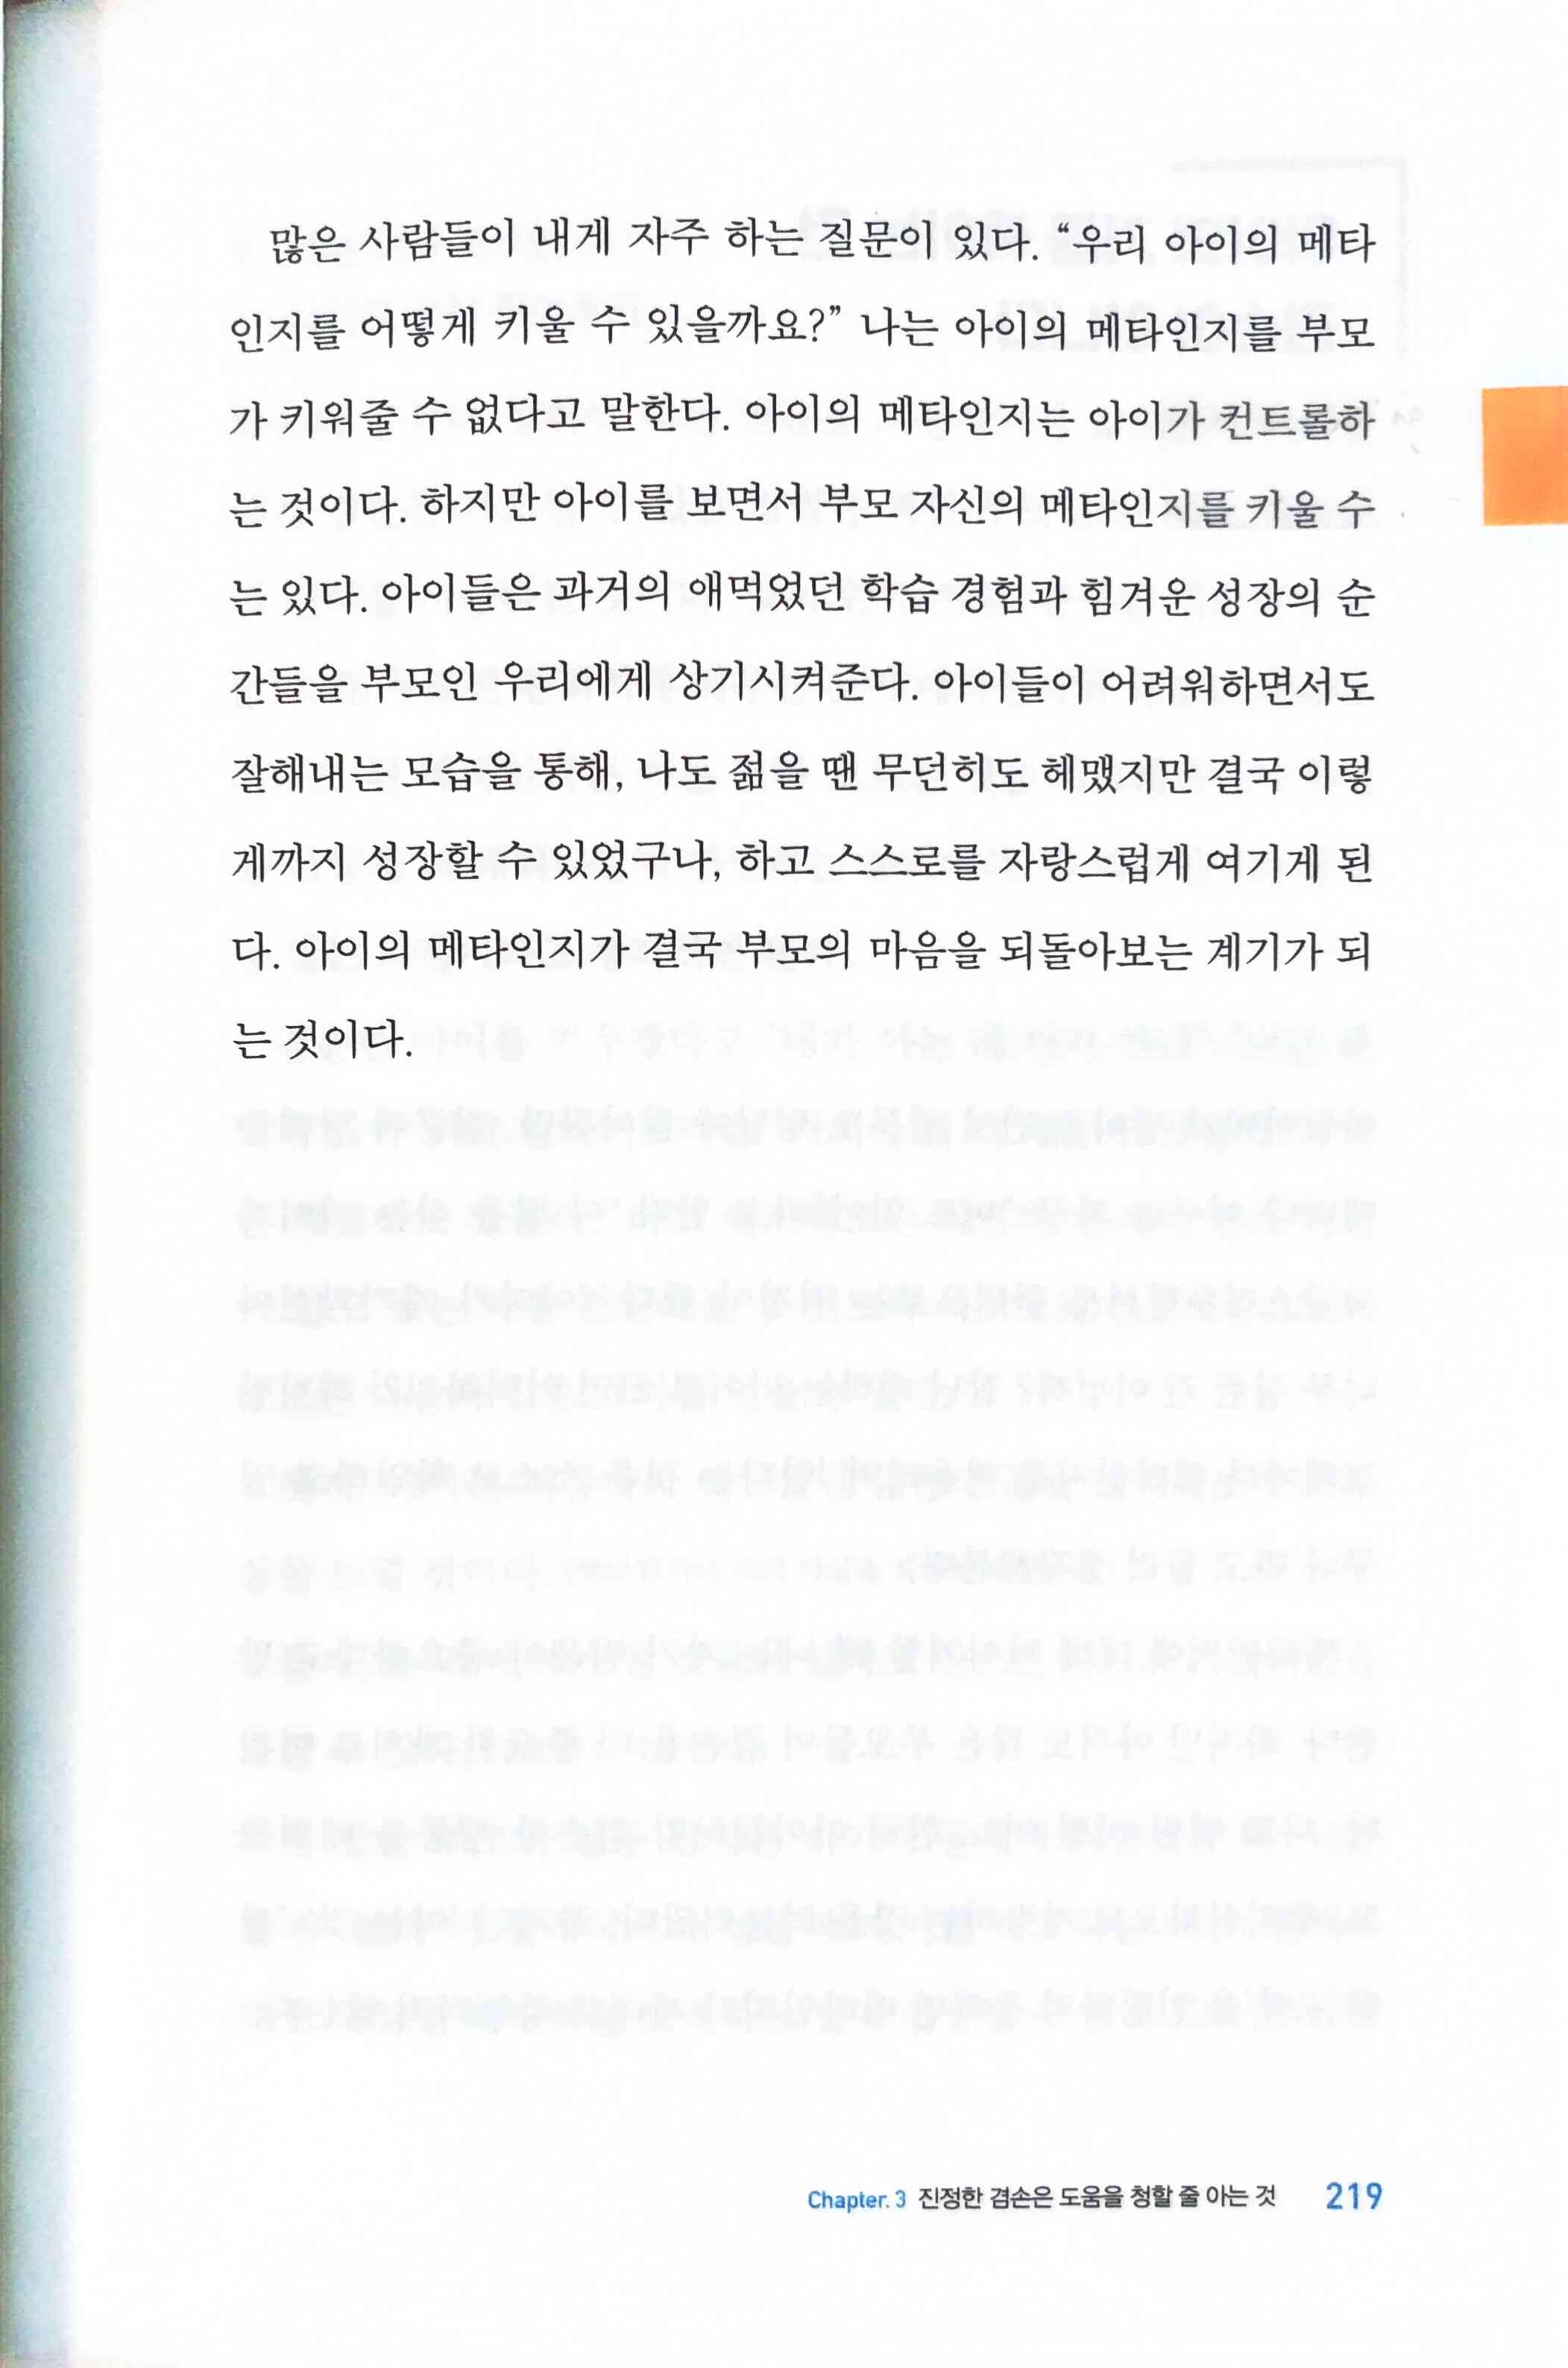 많은 사람들이 내게 자주 하는 질문이 있다. “우리 아이의 메타
인지를 어떻게 키울 수 있을까요?” 나는 아이의 메타인지를 부모
가 키워줄 수 없다고 말한다. 아이의 메타인지는 아이가 컨트롤하
는 것이다. 하지만 아이를 보면서 부모 자신의 메타인지를 키울 수
는 있다. 아이들은 과거의 애먹었던 학습 경험과 힘겨운 성장의 순
간들을 부모인 우리에게 상기시켜준다. 아이들이 어려워하면서도
잘해내는 모습을 통해, 나도 젊을 땐 무던히도 헤맸지만 결국 이렇
게까지 성장할 수 있었구나, 하고 스스로를 자랑스럽게 여기게 된
다. 아이의 메타인지가 결국 부모의 마음을 되돌아보는 계기가 되
는 것이다.
Chapter. 3 진정한 겸손은 도움을 청할 줄 아는 것 219